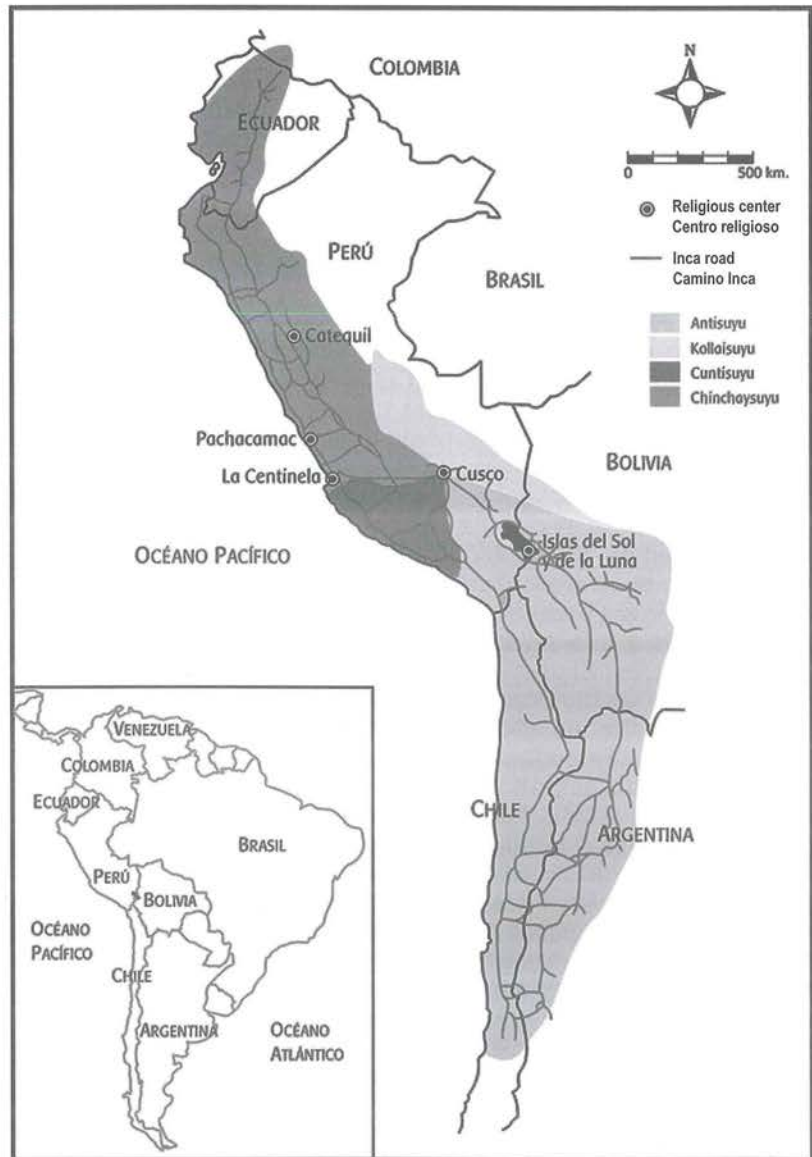 COLOMBIA
N
ECUADOR
0 500 km.
Religious center
Centro religioso
PERÚ
Inca road
Camino Inca
BRASIL
Antisuyu
Kollaisuyu
Cuntisuyu
Chinchaysuyu
Catequil
Pachacamac
La Centinela
Cusco
BOLIVIA
Islas del Sol
y de la Luna
OCÉANO PACÍFICO
CHILE
ARGENTINA
VENEZUELA
COLOMBIA
ECUADOR
BRASIL
PERÚ
BOLIVIA
OCÉANO
PACÍFICO
CHILE
ARGENTINA
OCÉANO
ATLÁNTICO